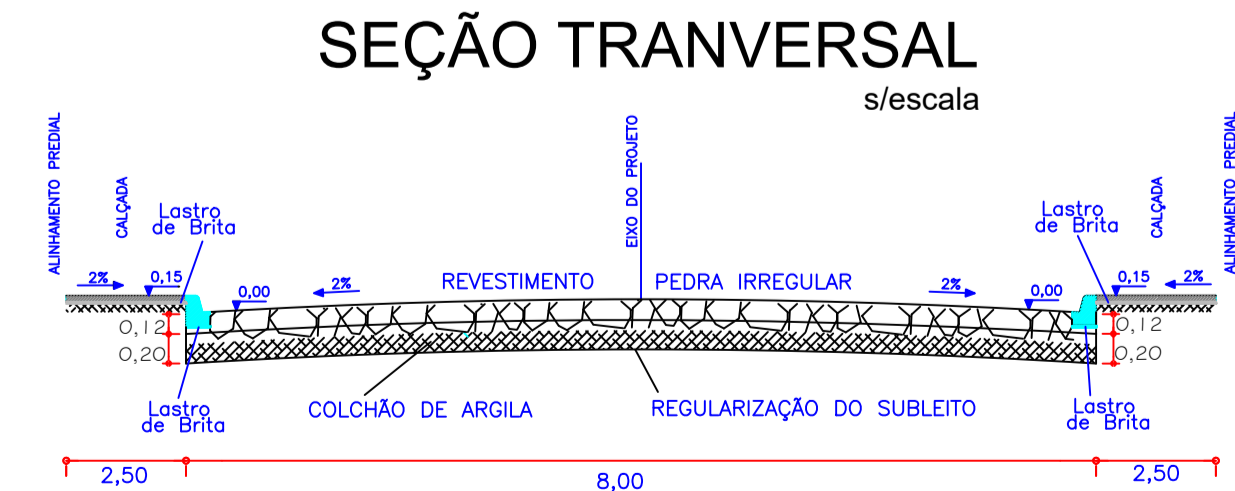 SEÇÃO TRANVERSAL
s/escala
ALINHAMENTO PREDIAL
CALÇADA
Lastro
de Brita
EIXO DO PROJETO
Lastro
de Brita
CALÇADA
ALINHAMENTO PREDIAL
2%
0,15
0,00
2%
REVESTIMENTO
PEDRA IRREGULAR
2%
0,00
0,15
2%
0,12
0,20
0,12
0,20
Lastro
de Brita
COLCHÃO DE ARGILA
REGULARIZAÇÃO DO SUBLEITO
Lastro
de Brita
2,50
8,00
2,50